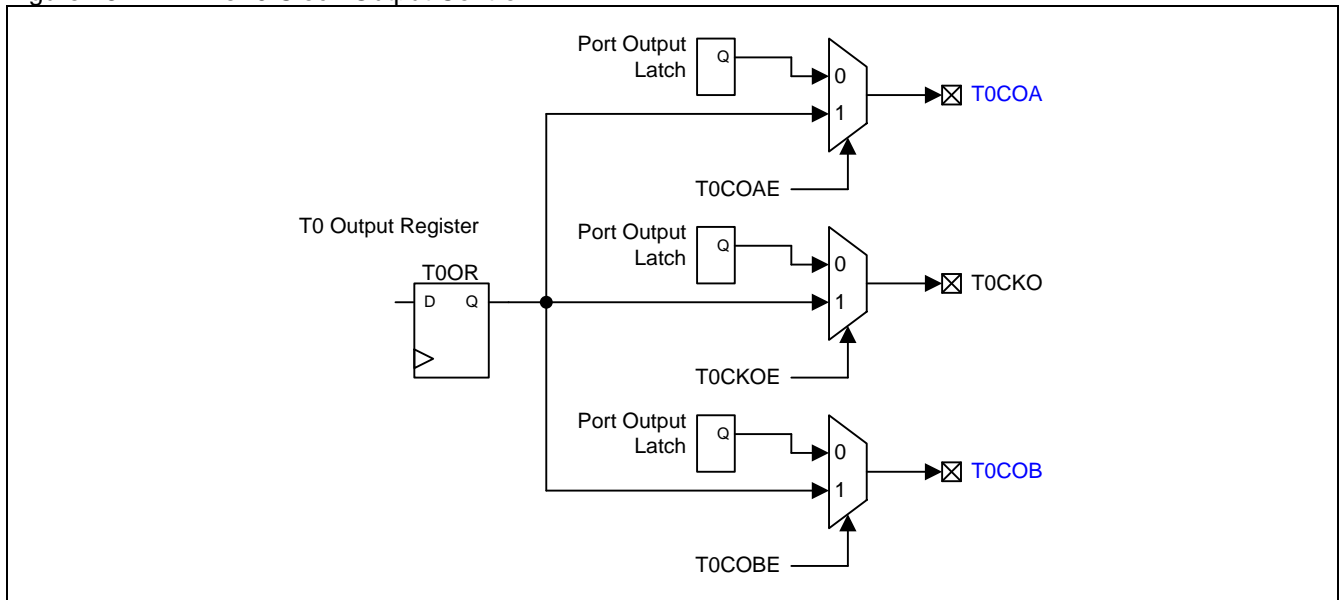 Port Output
Latch
Q
0
1
T0COA
T0COAE
T0 Output Register
T0OR
D Q
Port Output
Latch
Q
0
1
T0CKO
T0CKOE
Port Output
Latch
Q
0
1
T0COB
T0COBE